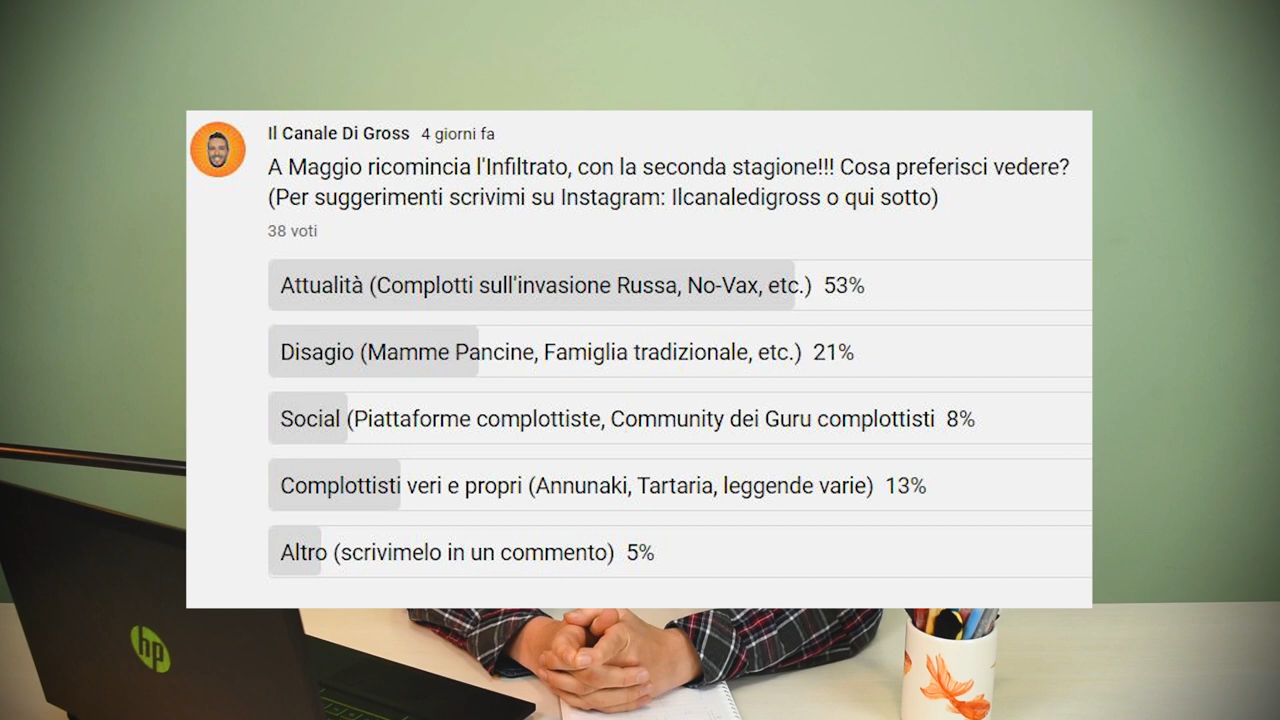 Il Canale Di Gross 4 giorni fa
A Maggio ricomincia l'Infiltrato, con la seconda stagione!!! Cosa preferisci vedere?
(Per suggerimenti scrivimi su Instagram: Ilcanaledigross o qui sotto)
38 voti
Attualità (Complotti sull'invasione Russa, No-Vax, etc.) 53%
Disagio (Mamme Pancine, Famiglia tradizionale, etc.) 21%
Social (Piattaforme complottiste, Community dei Guru complottisti 8%
Complottisti veri e propri (Annunaki, Tartaria, leggende varie) 13%
Altro (scrivimelo in un commento) 5%
hp